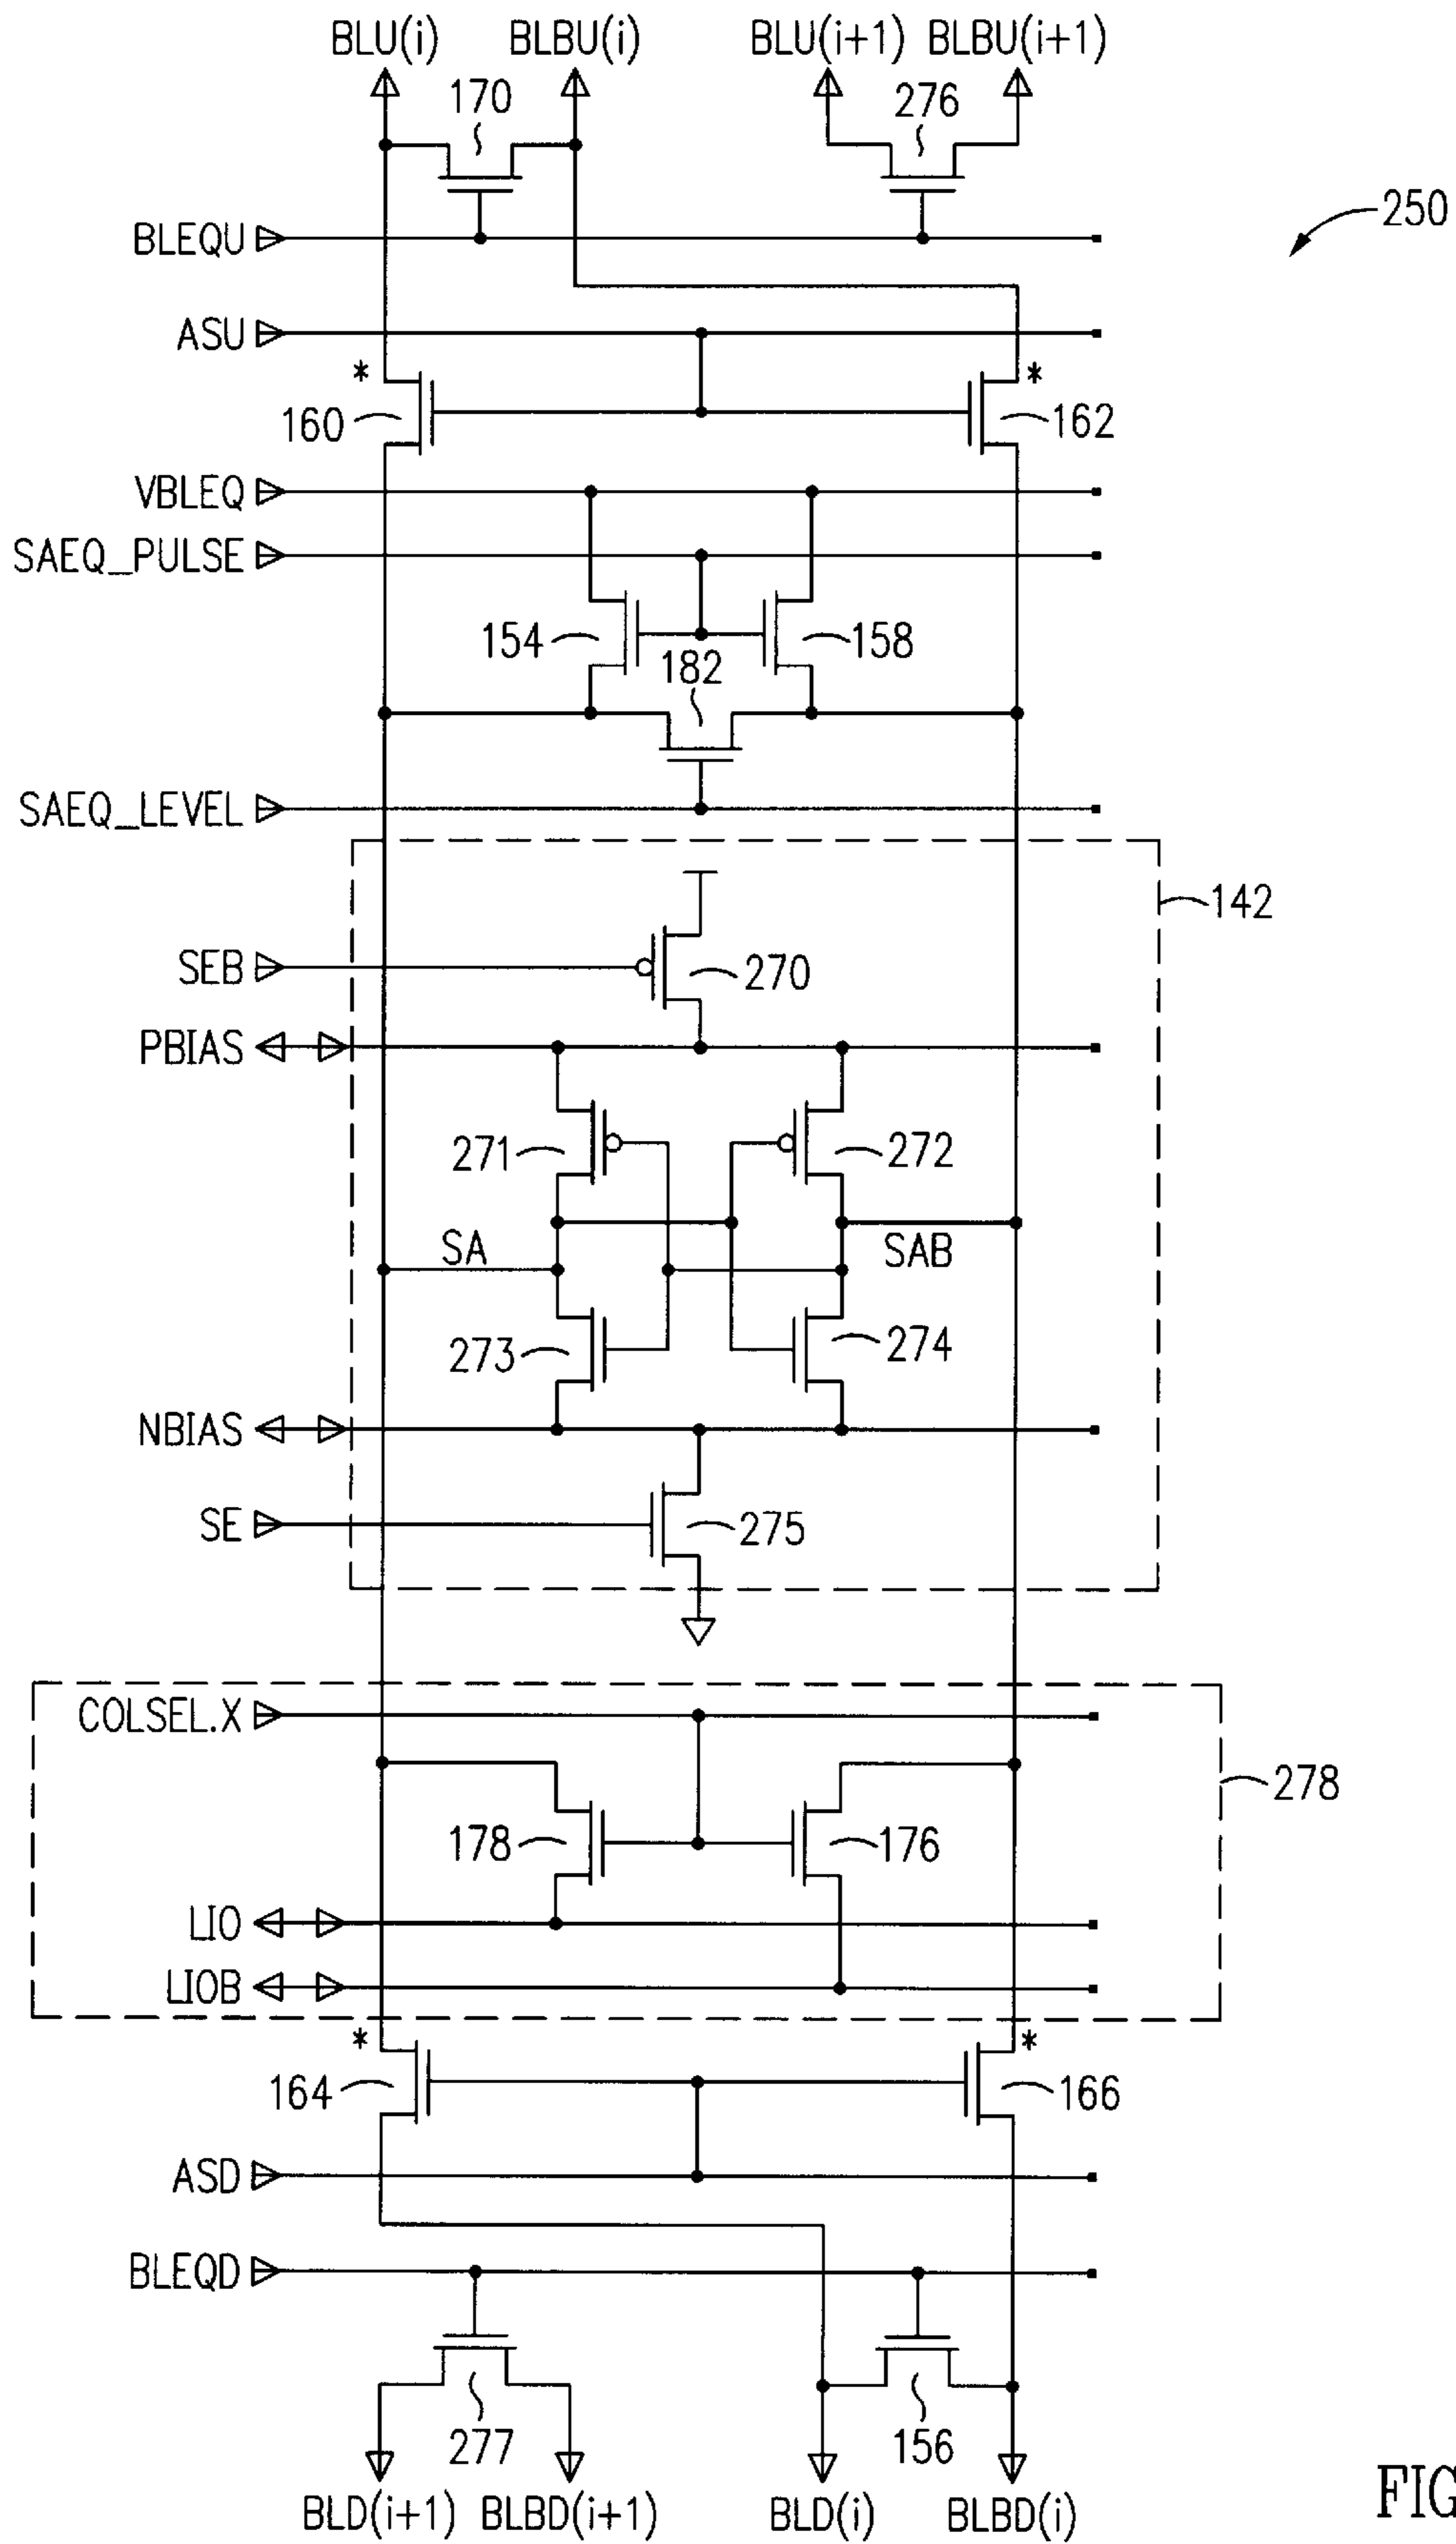 BLU(i) BLBU(i) BLU(i+1) BLBU(i+1)
170 276
250
BLEQU
ASU
* *
160 162
VBLEQ
SAEQ_PULSE
154 158
182
SAEQ_LEVEL
142
SEB 270
PBIAS
271 272
SA SAB
273 274
NBIAS
SE 275
COLSEL.X
278
178 176
LIO
LIOB
* *
164 166
ASD
BLEQD
277 156
BLD(i+1) BLBD(i+1) BLD(i) BLBD(i)
FIG